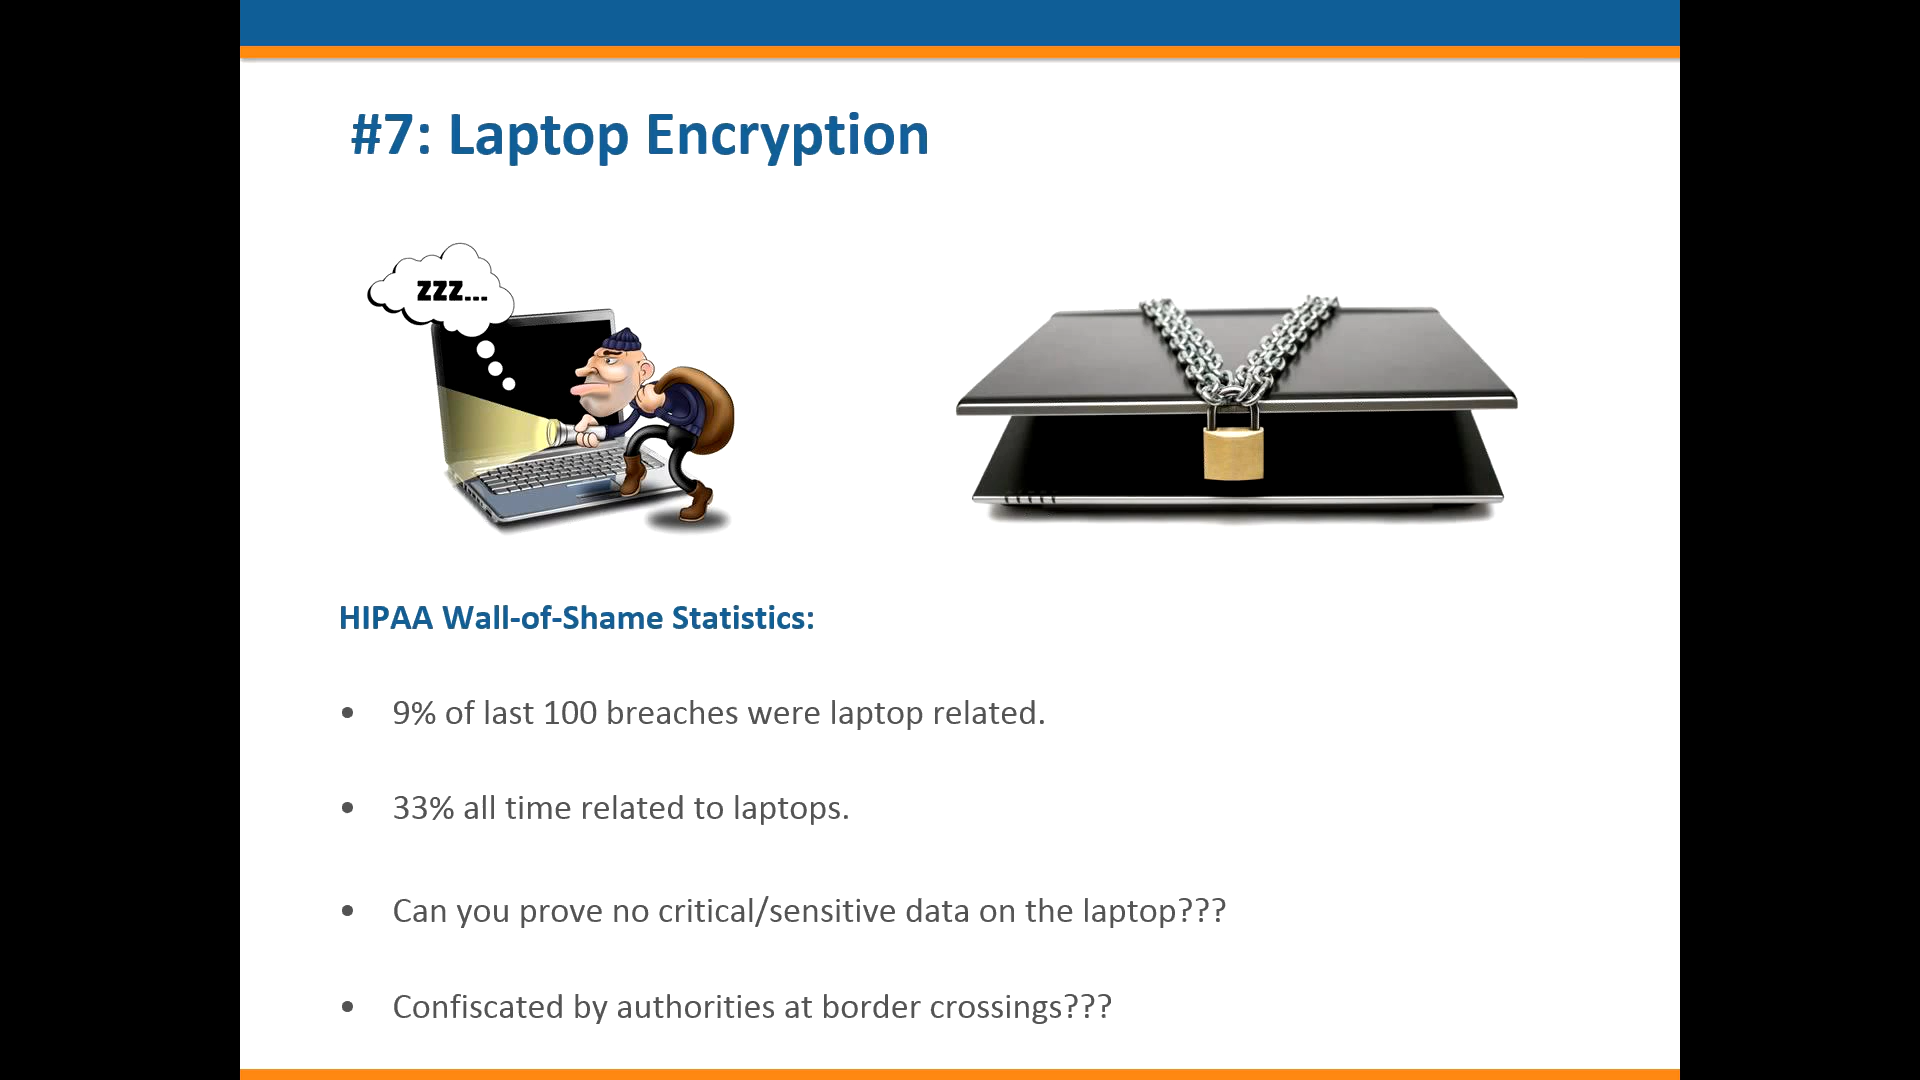 #7: Laptop Encryption
zzz...
HIPAA Wall-of-Shame Statistics:
• 9% of last 100 breaches were laptop related.
• 33% all time related to laptops.
• Can you prove no critical/sensitive data on the laptop???
• Confiscated by authorities at border crossings???